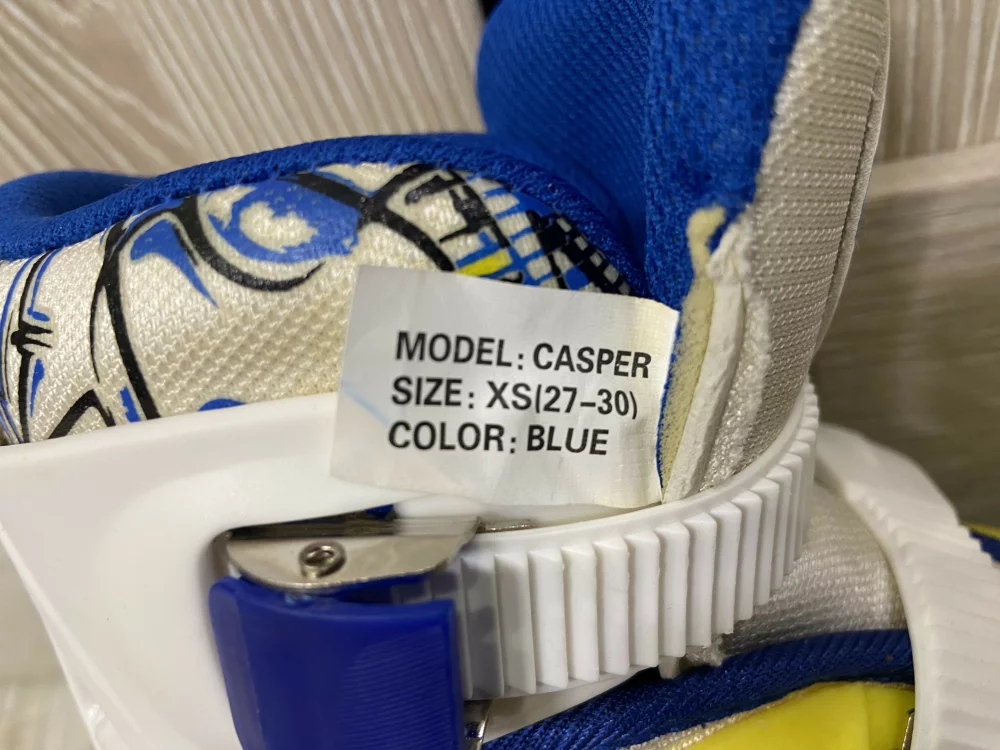 MODEL: CASPER
SIZE: XS(27-30)
COLOR: BLUE